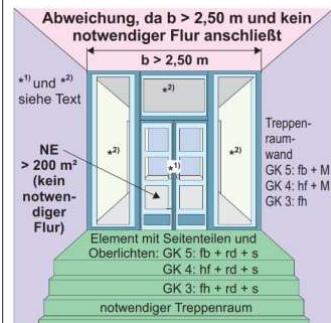 Abweichung, da b > 2,50 m und kein
notwendiger Flur anschließt
b > 2,50 m
*1) und *2)
siehe Text
*2)
NE
> 200 m²
(kein
notwen-
diger
Flur)
*2)
*1)
*2)
Treppen-
raum-
wand
GK 5: fb + M
GK 4: hf + M
GK 3: fh
Element mit Seitenteilen und
Oberlichten: GK 5: fb + rd + s
GK 4: hf + rd + s
GK 3: fh + rd + s
notwendiger Treppenraum